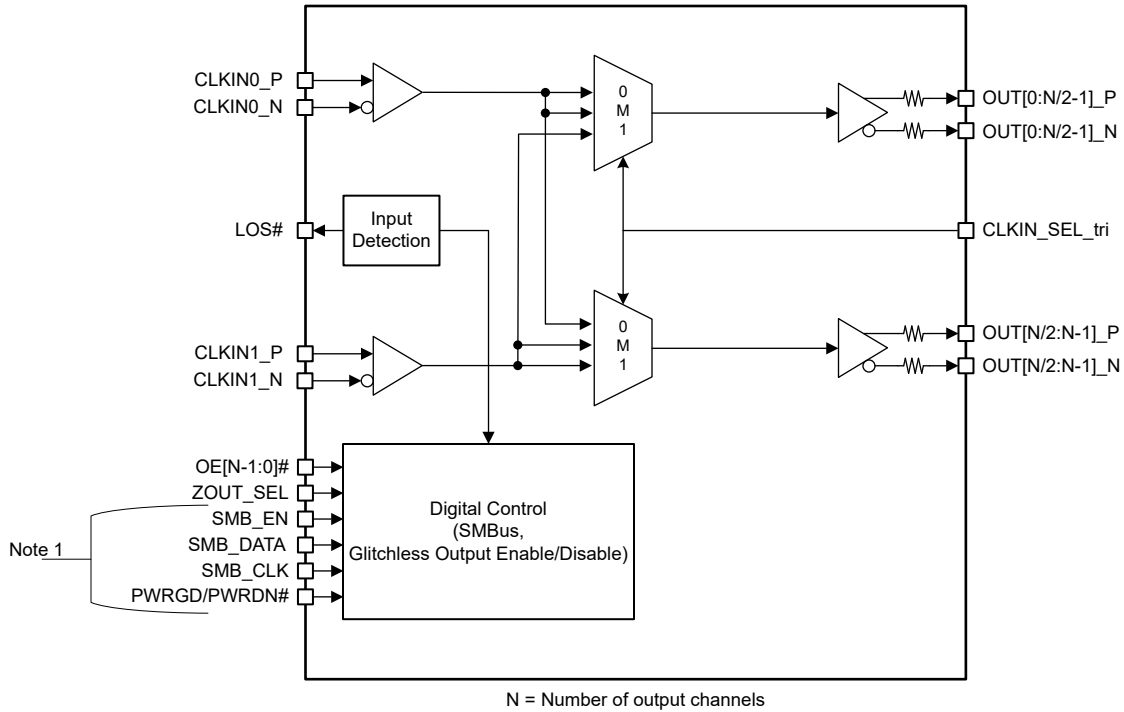 CLKIN0_P
CLKIN0_N
0
M
1
OUT[0:N/2-1]_P
OUT[0:N/2-1]_N
LOS#
Input
Detection
CLKIN_SEL_tri
CLKIN1_P
CLKIN1_N
0
M
1
OUT[N/2:N-1]_P
OUT[N/2:N-1]_N
OE[N-1:0]#
ZOUT_SEL
SMB_EN
SMB_DATA
SMB_CLK
PWRGD/PWRDN#
Note 1
Digital Control
(SMBus,
Glitchless Output Enable/Disable)
N = Number of output channels